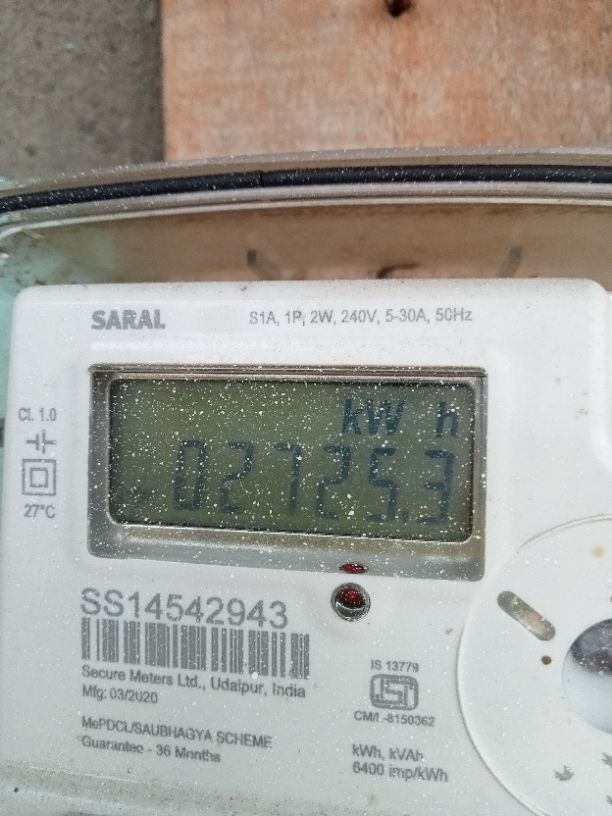 SARAL
S1A, 1P, 2W, 240V, 5-30A, 50Hz
Cl. 1.0
kW h
02725.3
27°C
SS14542943
Secure Meters Ltd., Udaipur, India
Mfg: 03/2020
MePDCL/SAUBHAGYA SCHEME
Guarantee - 36 Months
IS 13779
ISI
CM/L-8150362
kWh, kVAh
6400 imp/kWh